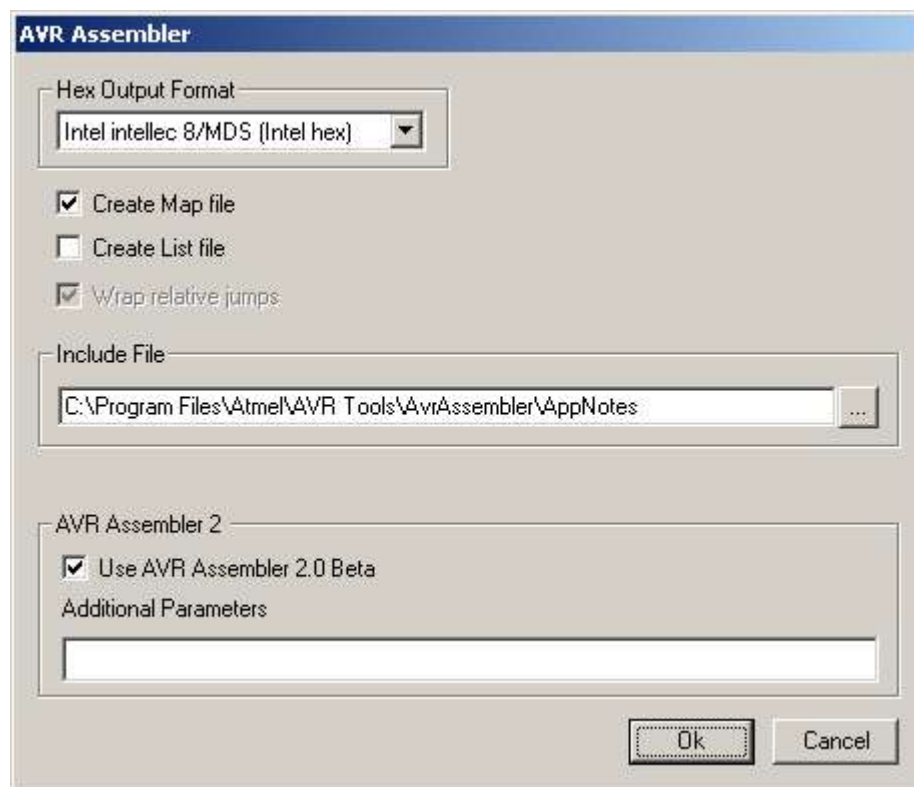 AVR Assembler
Hex Output Format
Intel intellec 8/MDS (Intel hex)
Create Map file
Create List file
Wrap relative jumps
Include File
C:\Program Files\Atmel\AVR Tools\AvrAssembler\AppNotes
...
AVR Assembler 2
Use AVR Assembler 2.0 Beta
Additional Parameters
Ok
Cancel